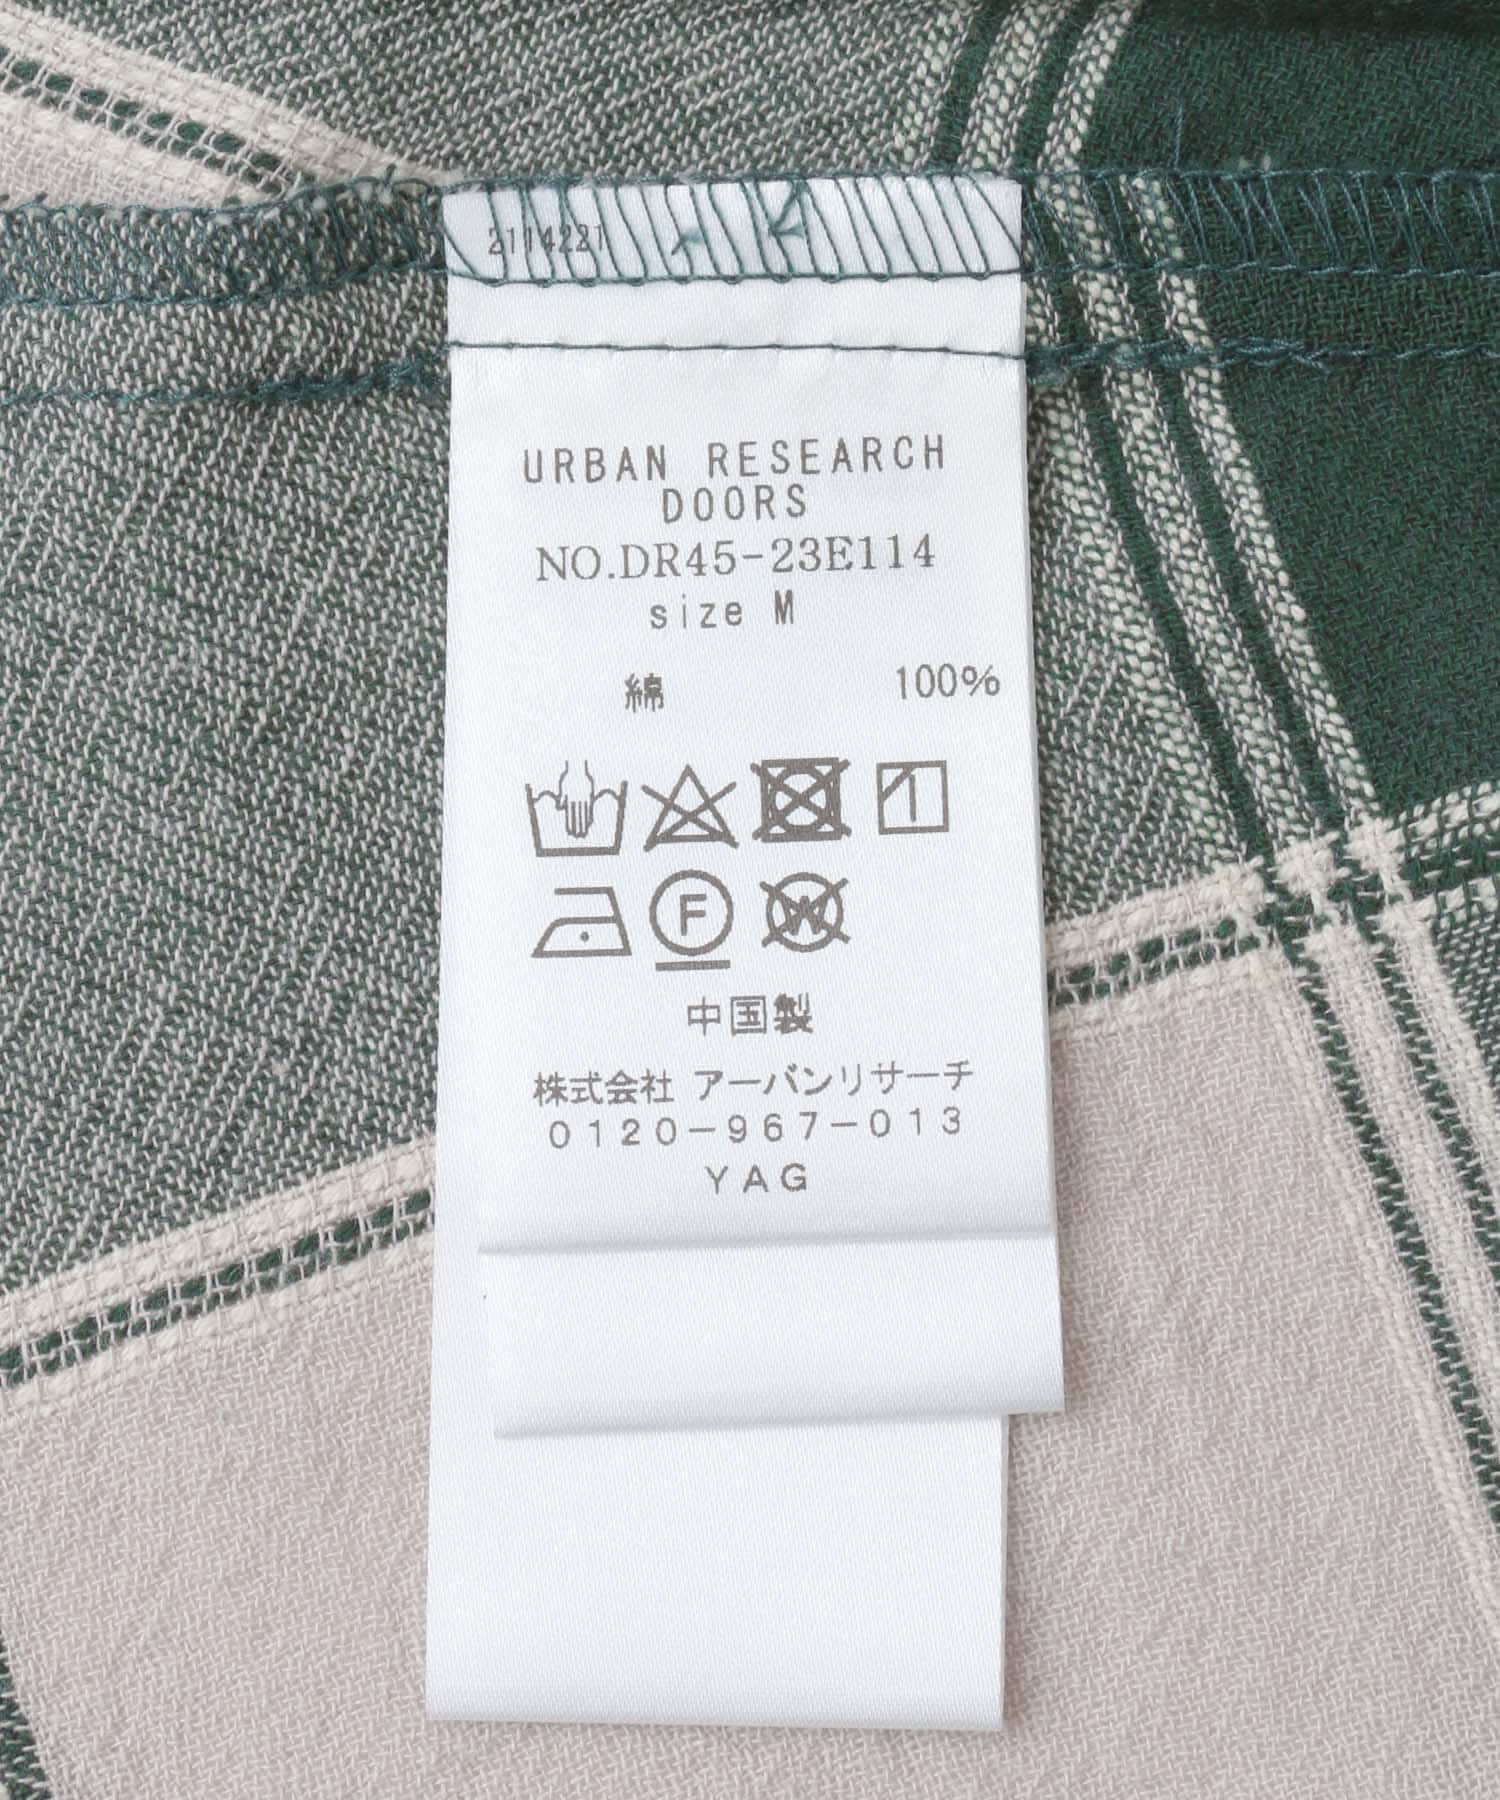 2114221
URBAN RESEARCH
DOORS
NO.DR45-23E114
size M
綿 100%
F W
中国製
株式会社 アーバンリサーチ
0120-967-013
YAG